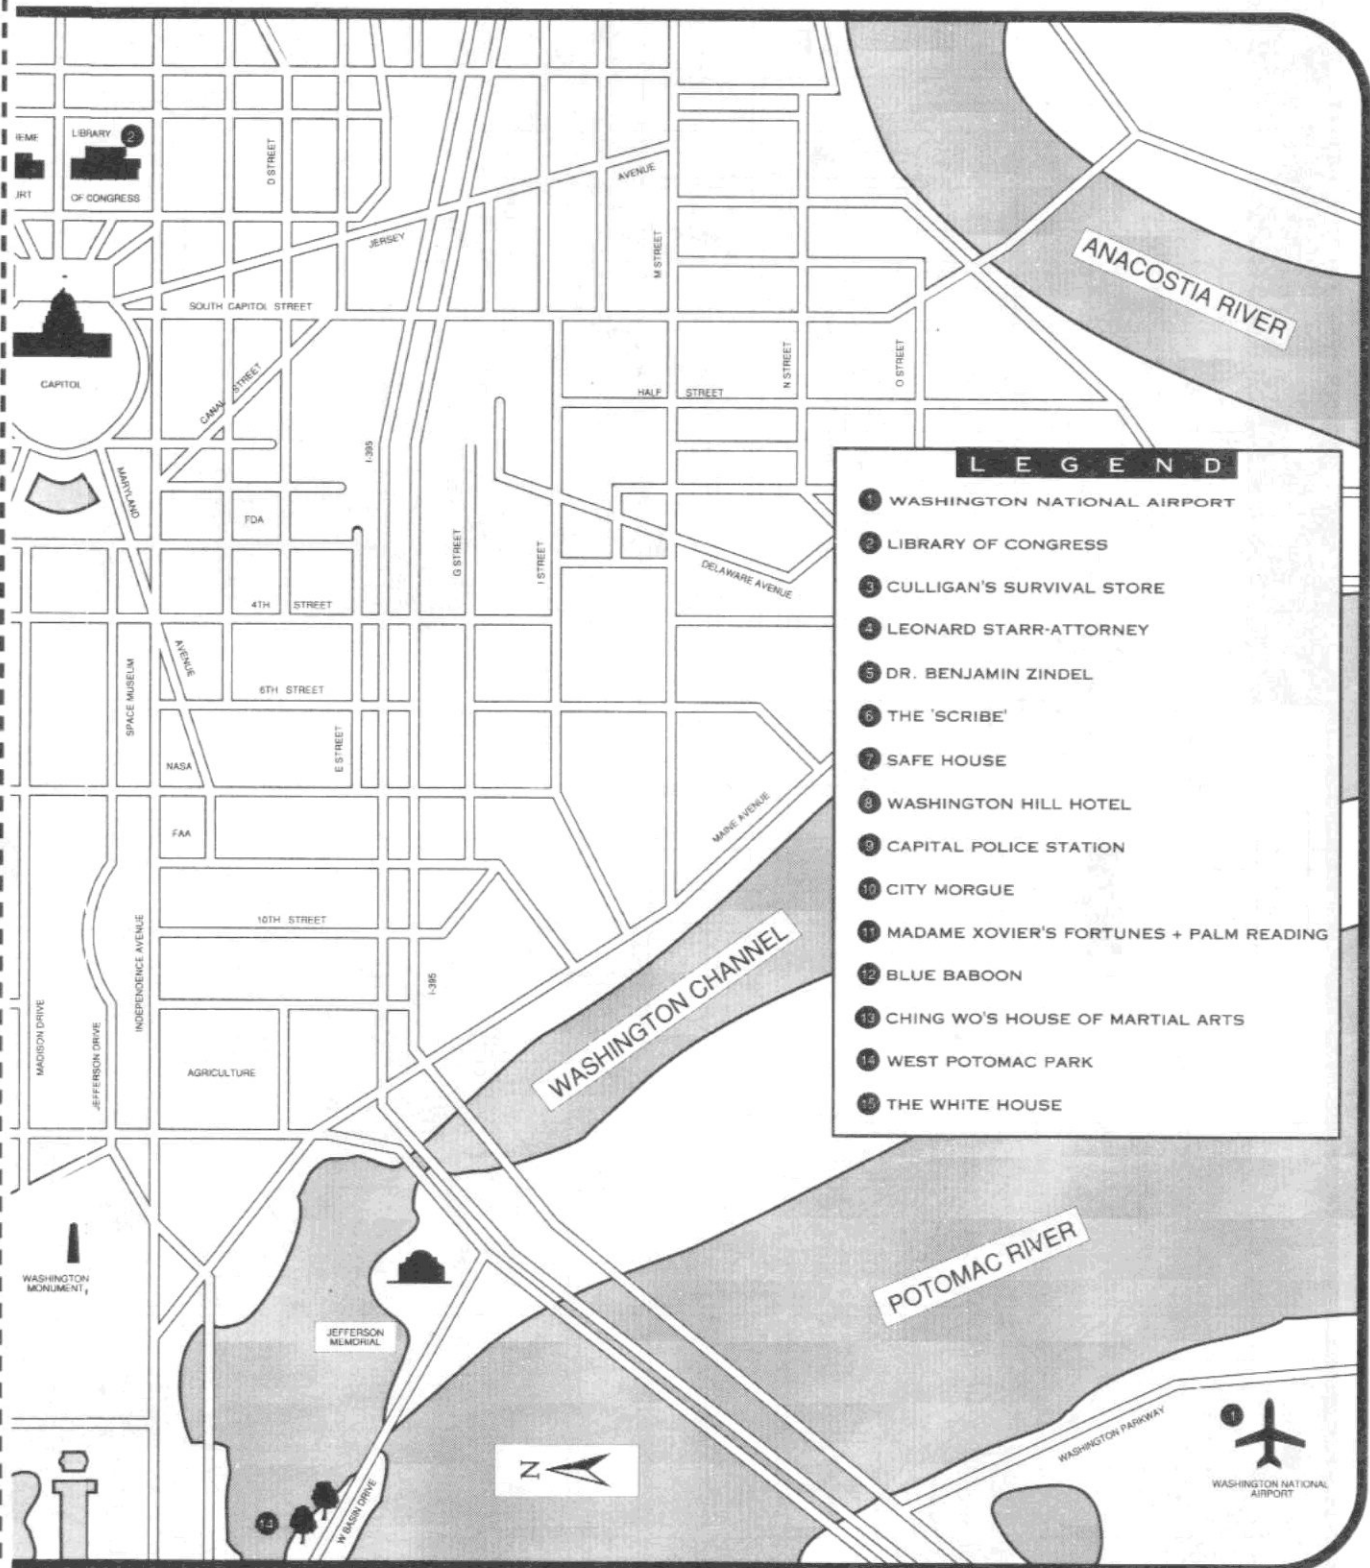 LIBRARY 2
OF CONGRESS
D STREET
JERSEY
AVENUE
M STREET
ANACOSTIA RIVER
SOUTH CAPITOL STREET
CAPITOL
CANAL STREET
N STREET
O STREET
HALF STREET
I-395
MARYLAND
AVENUE
FDA
G STREET
I STREET
DELAWARE AVENUE
4TH STREET
SPACE MUSEUM
6TH STREET
E STREET
NASA
FAA
MAINE AVENUE
10TH STREET
INDEPENDENCE AVENUE
I-395
MADISON DRIVE
JEFFERSON DRIVE
AGRICULTURE
WASHINGTON CHANNEL
LEGEND
1 WASHINGTON NATIONAL AIRPORT
2 LIBRARY OF CONGRESS
3 CULLIGAN'S SURVIVAL STORE
4 LEONARD STARR-ATTORNEY
5 DR. BENJAMIN ZINDEL
6 THE 'SCRIBE'
7 SAFE HOUSE
8 WASHINGTON HILL HOTEL
9 CAPITAL POLICE STATION
10 CITY MORGUE
11 MADAME XOVIER'S FORTUNES + PALM READING
12 BLUE BABOON
13 CHING WO'S HOUSE OF MARTIAL ARTS
14 WEST POTOMAC PARK
15 THE WHITE HOUSE
POTOMAC RIVER
WASHINGTON
MONUMENT
JEFFERSON
MEMORIAL
N
W BASIN DRIVE
14
WASHINGTON PARKWAY
1
WASHINGTON NATIONAL
AIRPORT